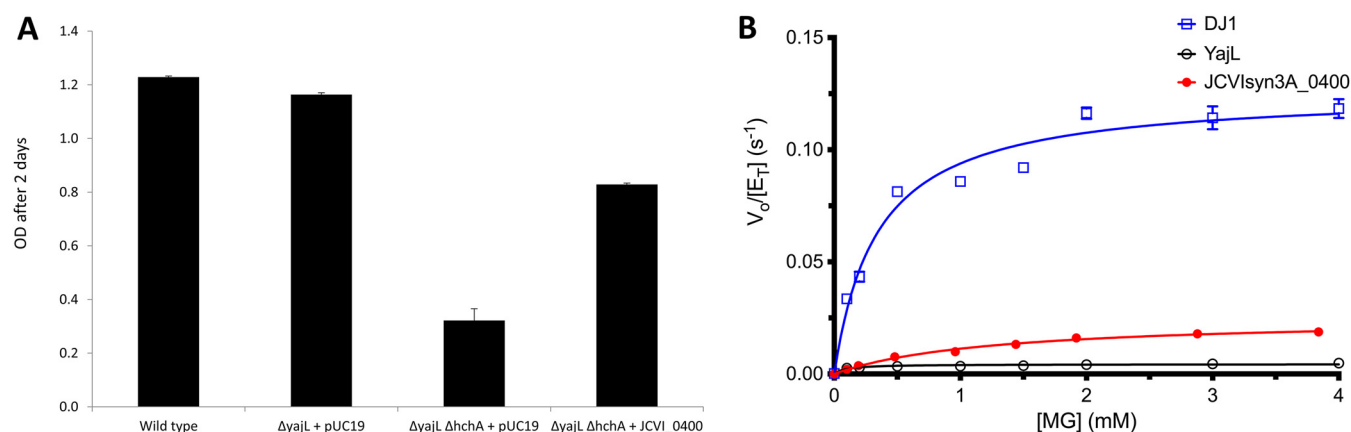 A
OD after 2 days
1.4
1.2
1.0
0.8
0.6
0.4
0.2
0.0
Wild type
ΔyajL + pUC19
ΔyajL ΔhchA + pUC19
ΔyajL ΔhchA + JCVI_0400
B
DJ1
YajL
JCVIsyn3A_0400
V₀/[E_T] (s⁻¹)
0.15
0.10
0.05
0.00
0
1
2
3
4
[MG] (mM)